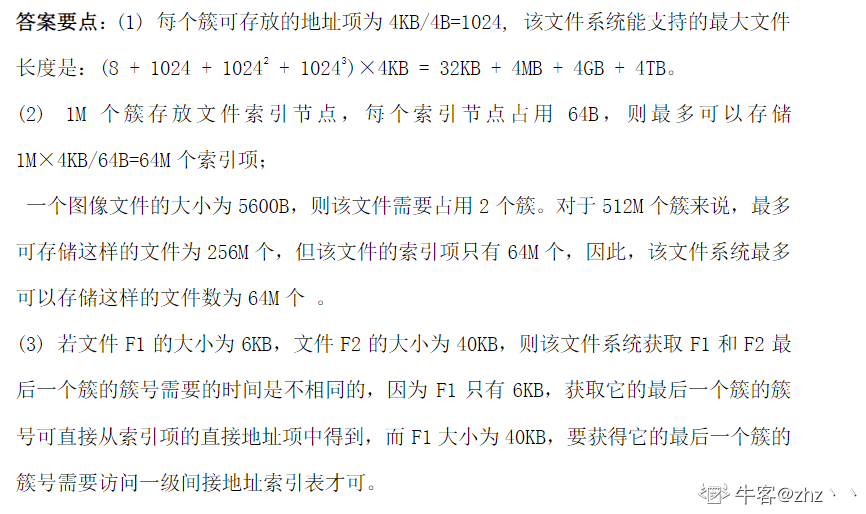 答案要点：(1) 每个簇可存放的地址项为 4KB/4B=1024, 该文件系统能支持的最大文件
长度是：(8 + 1024 + 1024² + 1024³)×4KB = 32KB + 4MB + 4GB + 4TB。
(2) 1M 个簇存放文件索引节点，每个索引节点占用 64B，则最多可以存储
1M×4KB/64B=64M 个索引项；
一个图像文件的大小为 5600B，则该文件需要占用 2 个簇。对于 512M 个簇来说，最多
可存储这样的文件为 256M 个，但该文件的索引项只有 64M 个，因此，该文件系统最多
可以存储这样的文件数为 64M 个 。
(3) 若文件 F1 的大小为 6KB，文件 F2 的大小为 40KB，则该文件系统获取 F1 和 F2 最
后一个簇的簇号需要的时间是不相同的，因为 F1 只有 6KB，获取它的最后一个簇的簇
号可直接从索引项的直接地址项中得到，而 F1 大小为 40KB，要获得它的最后一个簇的
簇号需要访问一级间接地址索引表才可。
牛客@zhz丶丶